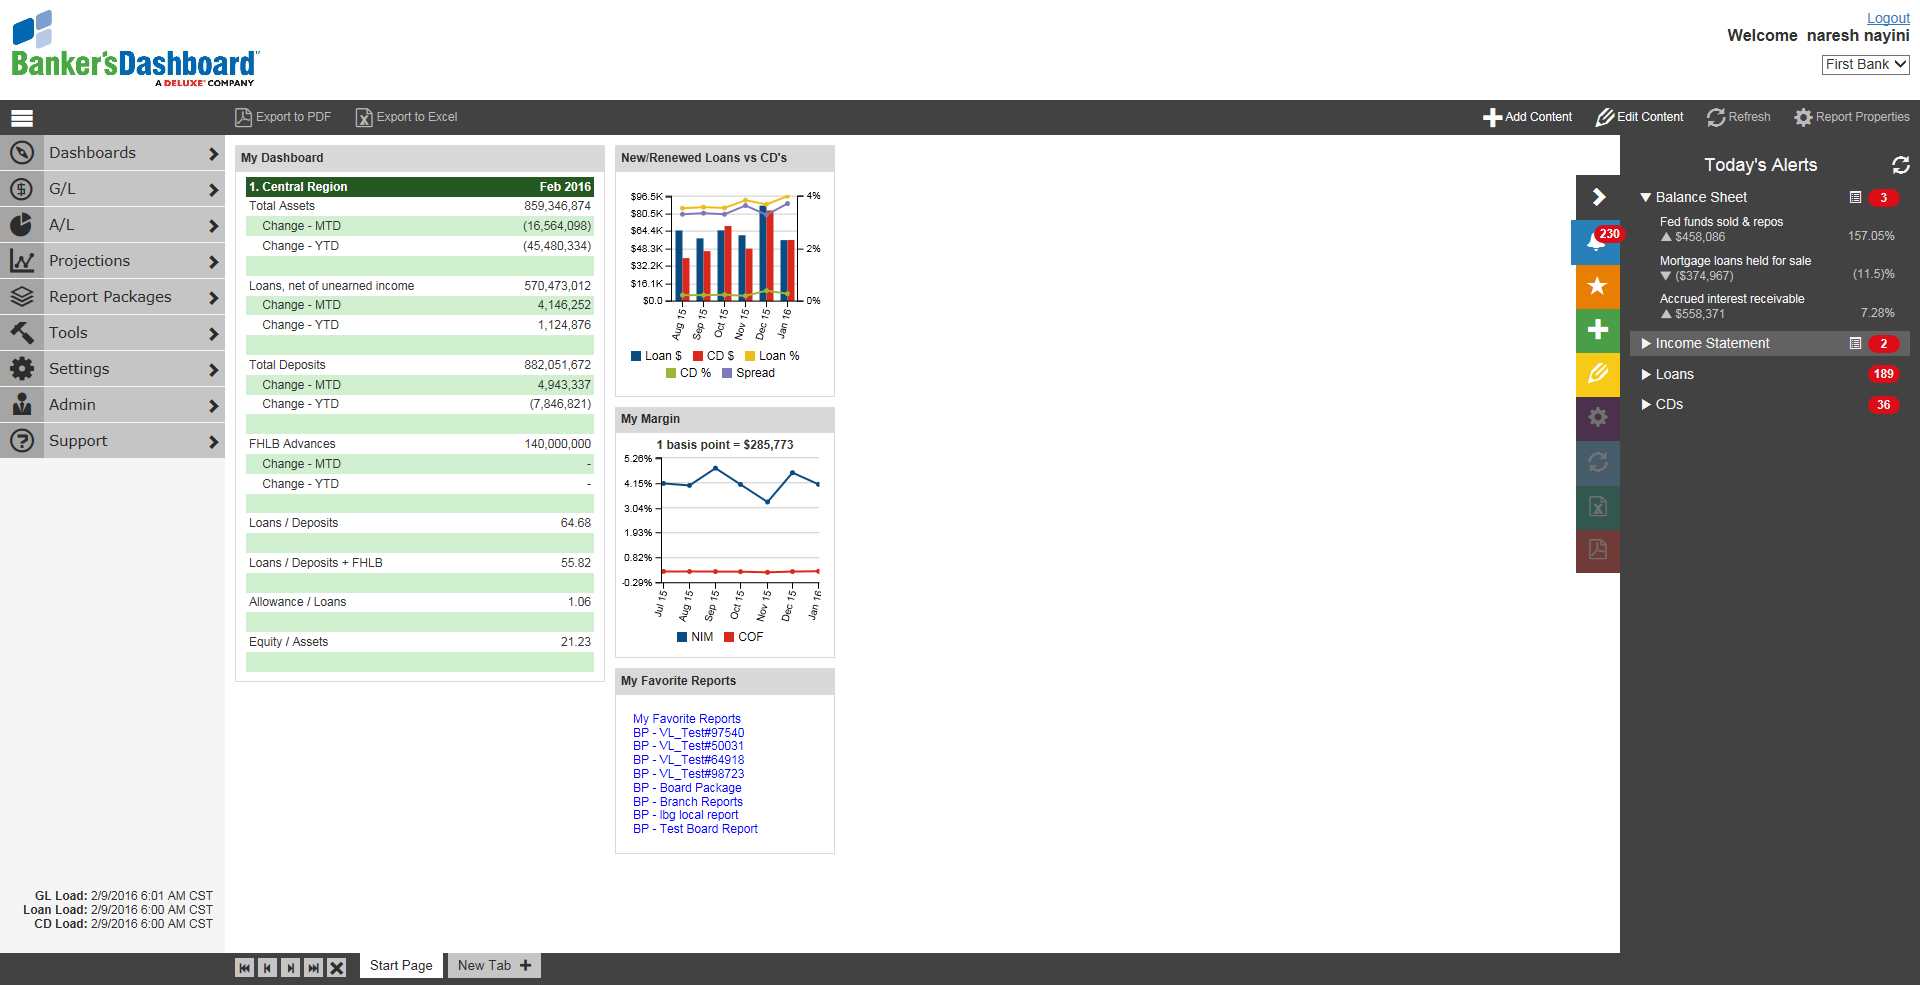 Logout
Welcome naresh nayini
Banker'sDashboard
A DELUXE COMPANY
First Bank
Export to PDF
Export to Excel
Add Content
Edit Content
Refresh
Report Properties
Dashboards
G/L
A/L
Projections
Report Packages
Tools
Settings
Admin
Support
GL Load: 2/9/2016 6:01 AM CST
Loan Load: 2/9/2016 6:00 AM CST
CD Load: 2/9/2016 6:00 AM CST
My Dashboard
1. Central Region Feb 2016
Total Assets 859,346,874
Change - MTD (16,564,098)
Change - YTD (45,480,334)
Loans, net of unearned income 570,473,012
Change - MTD 4,146,252
Change - YTD 1,124,876
Total Deposits 882,051,672
Change - MTD 4,943,337
Change - YTD (7,846,821)
FHLB Advances 140,000,000
Change - MTD -
Change - YTD -
Loans / Deposits 64.68
Loans / Deposits + FHLB 55.82
Allowance / Loans 1.06
Equity / Assets 21.23
New/Renewed Loans vs CD's
$96.5K 4%
$80.5K
$64.4K
$48.3K 2%
$32.2K
$16.1K
$0.0 0%
Aug 15 Sep 15 Oct 15 Nov 15 Dec 15 Jan 16
Loan $ CD $ Loan %
CD % Spread
My Margin
1 basis point = $285,773
5.26%
4.15%
3.04%
1.93%
0.82%
-0.29%
Jul 15 Aug 15 Sep 15 Oct 15 Nov 15 Dec 15 Jan 16
NIM COF
My Favorite Reports
My Favorite Reports
BP - VL_Test#97540
BP - VL_Test#50031
BP - VL_Test#64918
BP - VL_Test#98723
BP - Board Package
BP - Branch Reports
BP - lbg local report
BP - Test Board Report
230
Today's Alerts
Balance Sheet 3
Fed funds sold & repos
$458,086 157.05%
Mortgage loans held for sale
($374,967) (11.5)%
Accrued interest receivable
$558,371 7.28%
Income Statement 2
Loans 189
CDs 36
Start Page
New Tab